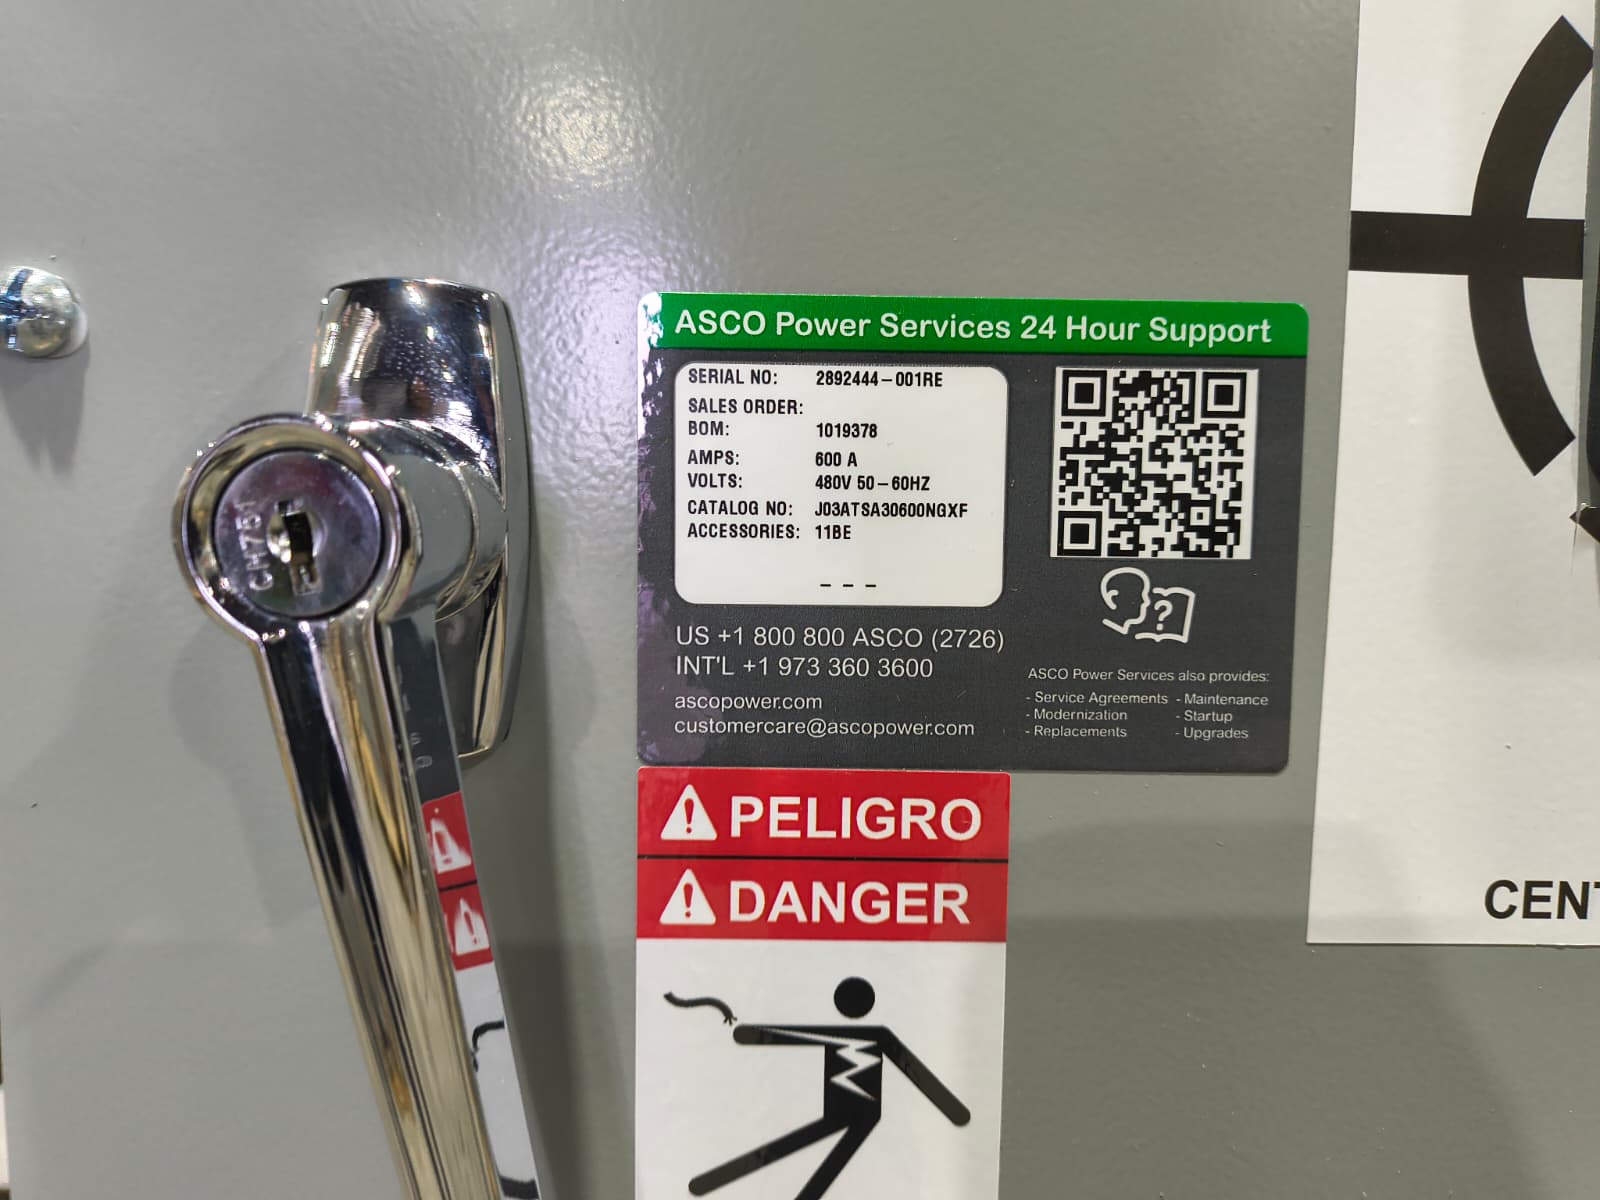 CH751
ASCO Power Services 24 Hour Support
SERIAL NO: 2892444-001RE
SALES ORDER:
BOM: 1019378
AMPS: 600 A
VOLTS: 480V 50-60HZ
CATALOG NO: J03ATSA30600NGXF
ACCESSORIES: 11BE
- - -
US +1 800 800 ASCO (2726)
INT'L +1 973 360 3600
ascopower.com
customercare@ascopower.com
?
ASCO Power Services also provides:
- Service Agreements - Maintenance
- Modernization - Startup
- Replacements - Upgrades
PELIGRO
DANGER
CENT